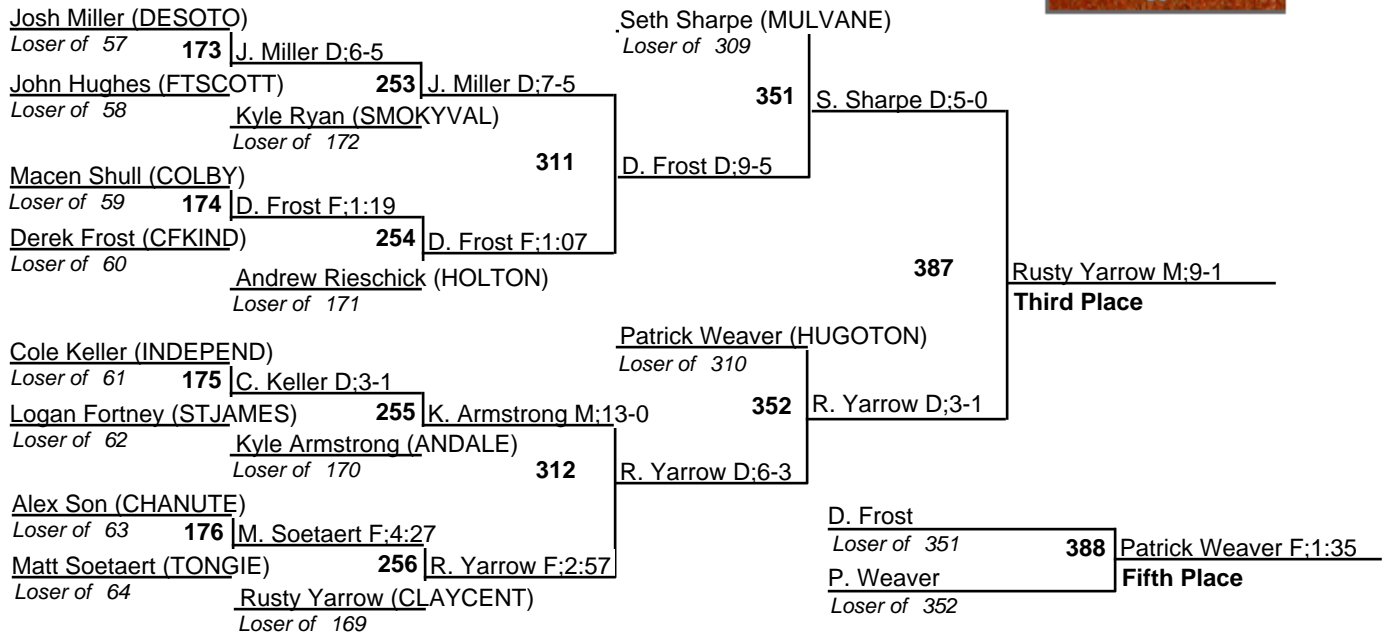 Josh Miller (DESOTO)
Loser of 57
173
J. Miller D;6-5
John Hughes (FTSCOTT)
Loser of 58
253
J. Miller D;7-5
Kyle Ryan (SMOKYVAL)
Loser of 172
311
Macen Shull (COLBY)
Loser of 59
174
D. Frost F;1:19
Derek Frost (CFKIND)
Loser of 60
254
D. Frost F;1:07
Andrew Rieschick (HOLTON)
Loser of 171
Cole Keller (INDEPEND)
Loser of 61
175
C. Keller D;3-1
Logan Fortney (STJAMES)
Loser of 62
255
K. Armstrong M;13-0
Kyle Armstrong (ANDALE)
Loser of 170
312
Alex Son (CHANUTE)
Loser of 63
176
M. Soetaert F;4:27
Matt Soetaert (TONGIE)
Loser of 64
256
R. Yarrow F;2:57
Rusty Yarrow (CLAYCENT)
Loser of 169
Seth Sharpe (MULVANE)
Loser of 309
351
S. Sharpe D;5-0
D. Frost D;9-5
387
Rusty Yarrow M;9-1
Third Place
Patrick Weaver (HUGOTON)
Loser of 310
352
R. Yarrow D;3-1
R. Yarrow D;6-3
D. Frost
Loser of 351
388
Patrick Weaver F;1:35
Fifth Place
P. Weaver
Loser of 352